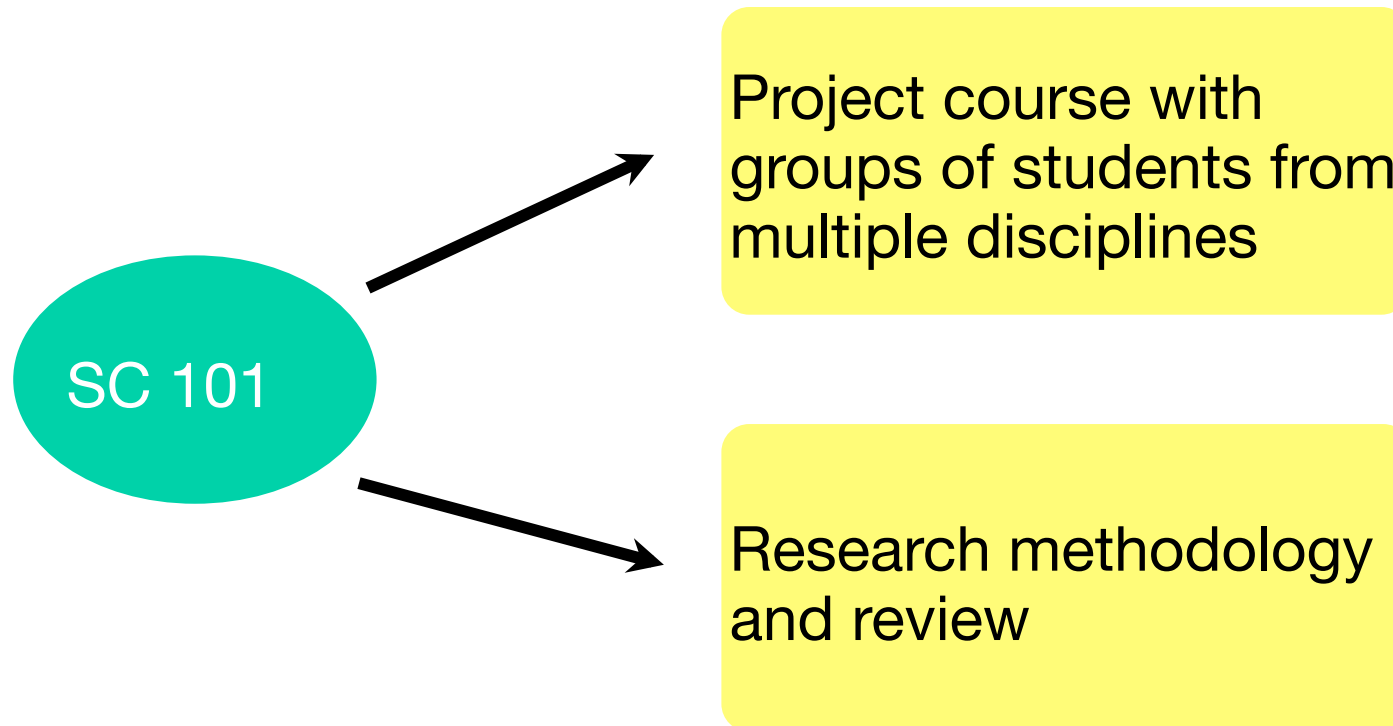 SC 101
Project course with
groups of students from
multiple disciplines
Research methodology
and review